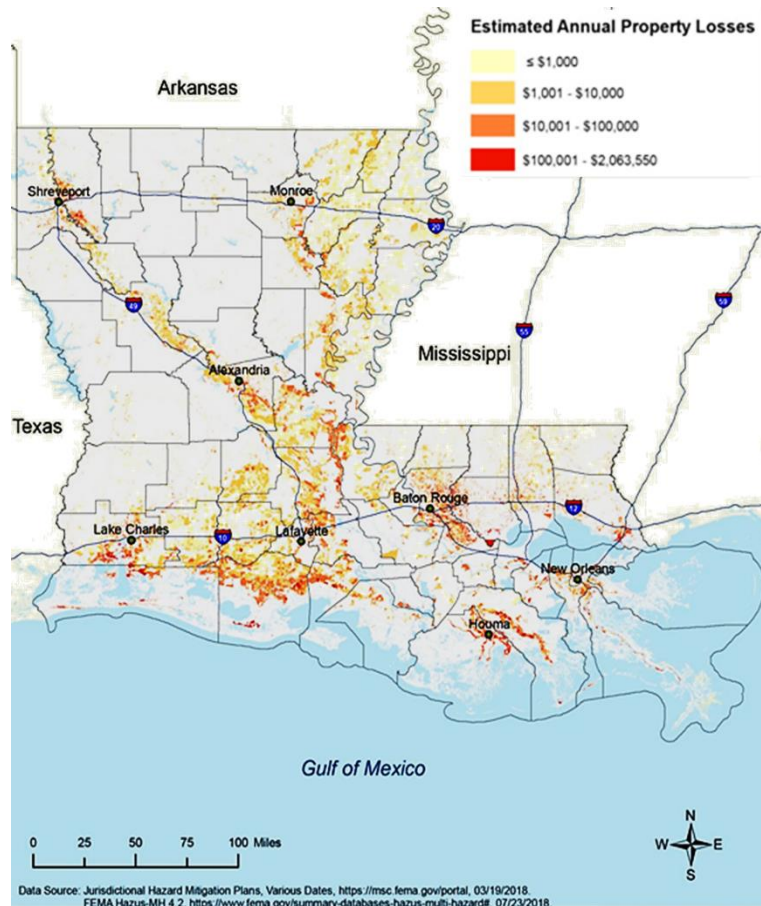 Estimated Annual Property Losses
≤ $1,000
$1,001 - $10,000
$10,001 - $100,000
$100,001 - $2,063,550
Arkansas
Shreveport
Monroe
20
49
59
55
Mississippi
Alexandria
Texas
Baton Rouge
12
Lake Charles
10
Lafayette
New Orleans
Houma
Gulf of Mexico
N
W E
S
0 25 50 75 100 Miles
Data Source: Jurisdictional Hazard Mitigation Plans, Various Dates, https://msc.fema.gov/portal, 03/19/2018.
FEMA Hazus-MH 4.2, https://www.fema.gov/summary-databases-hazus-multi-hazard#, 07/23/2018.